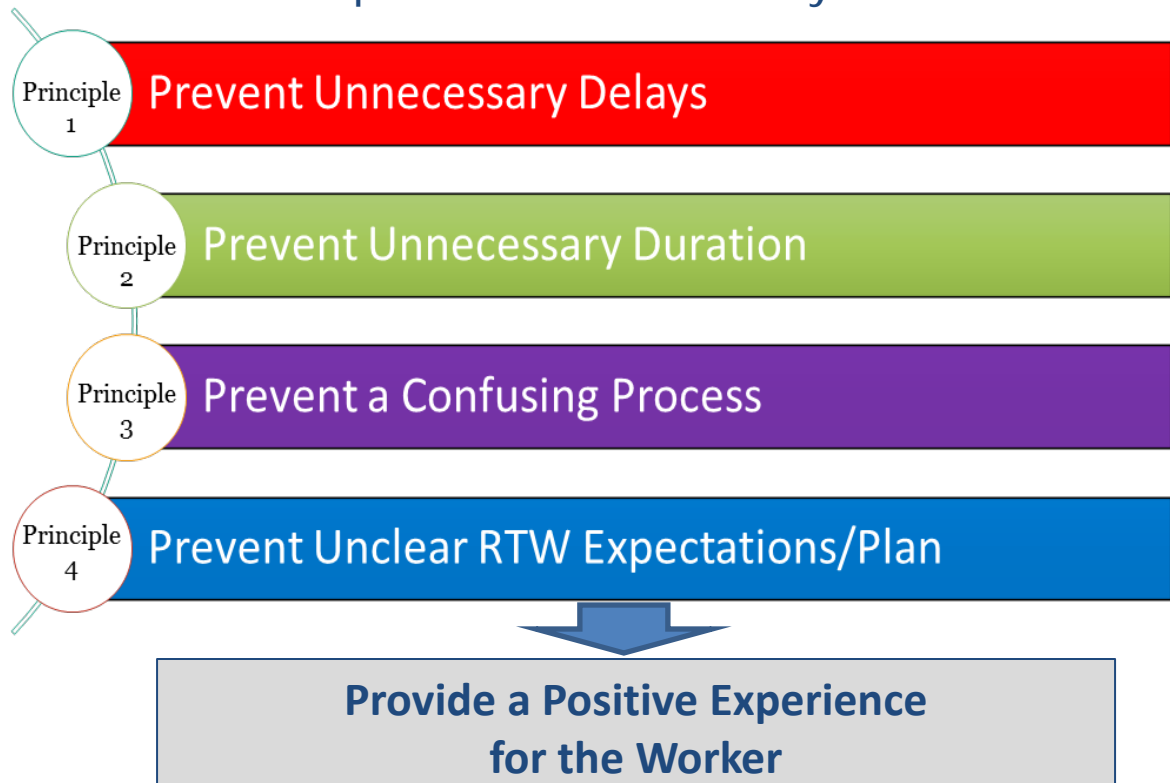 Principle
1
Prevent Unnecessary Delays
Principle
2
Prevent Unnecessary Duration
Principle
3
Prevent a Confusing Process
Principle
4
Prevent Unclear RTW Expectations/Plan
Provide a Positive Experience
for the Worker